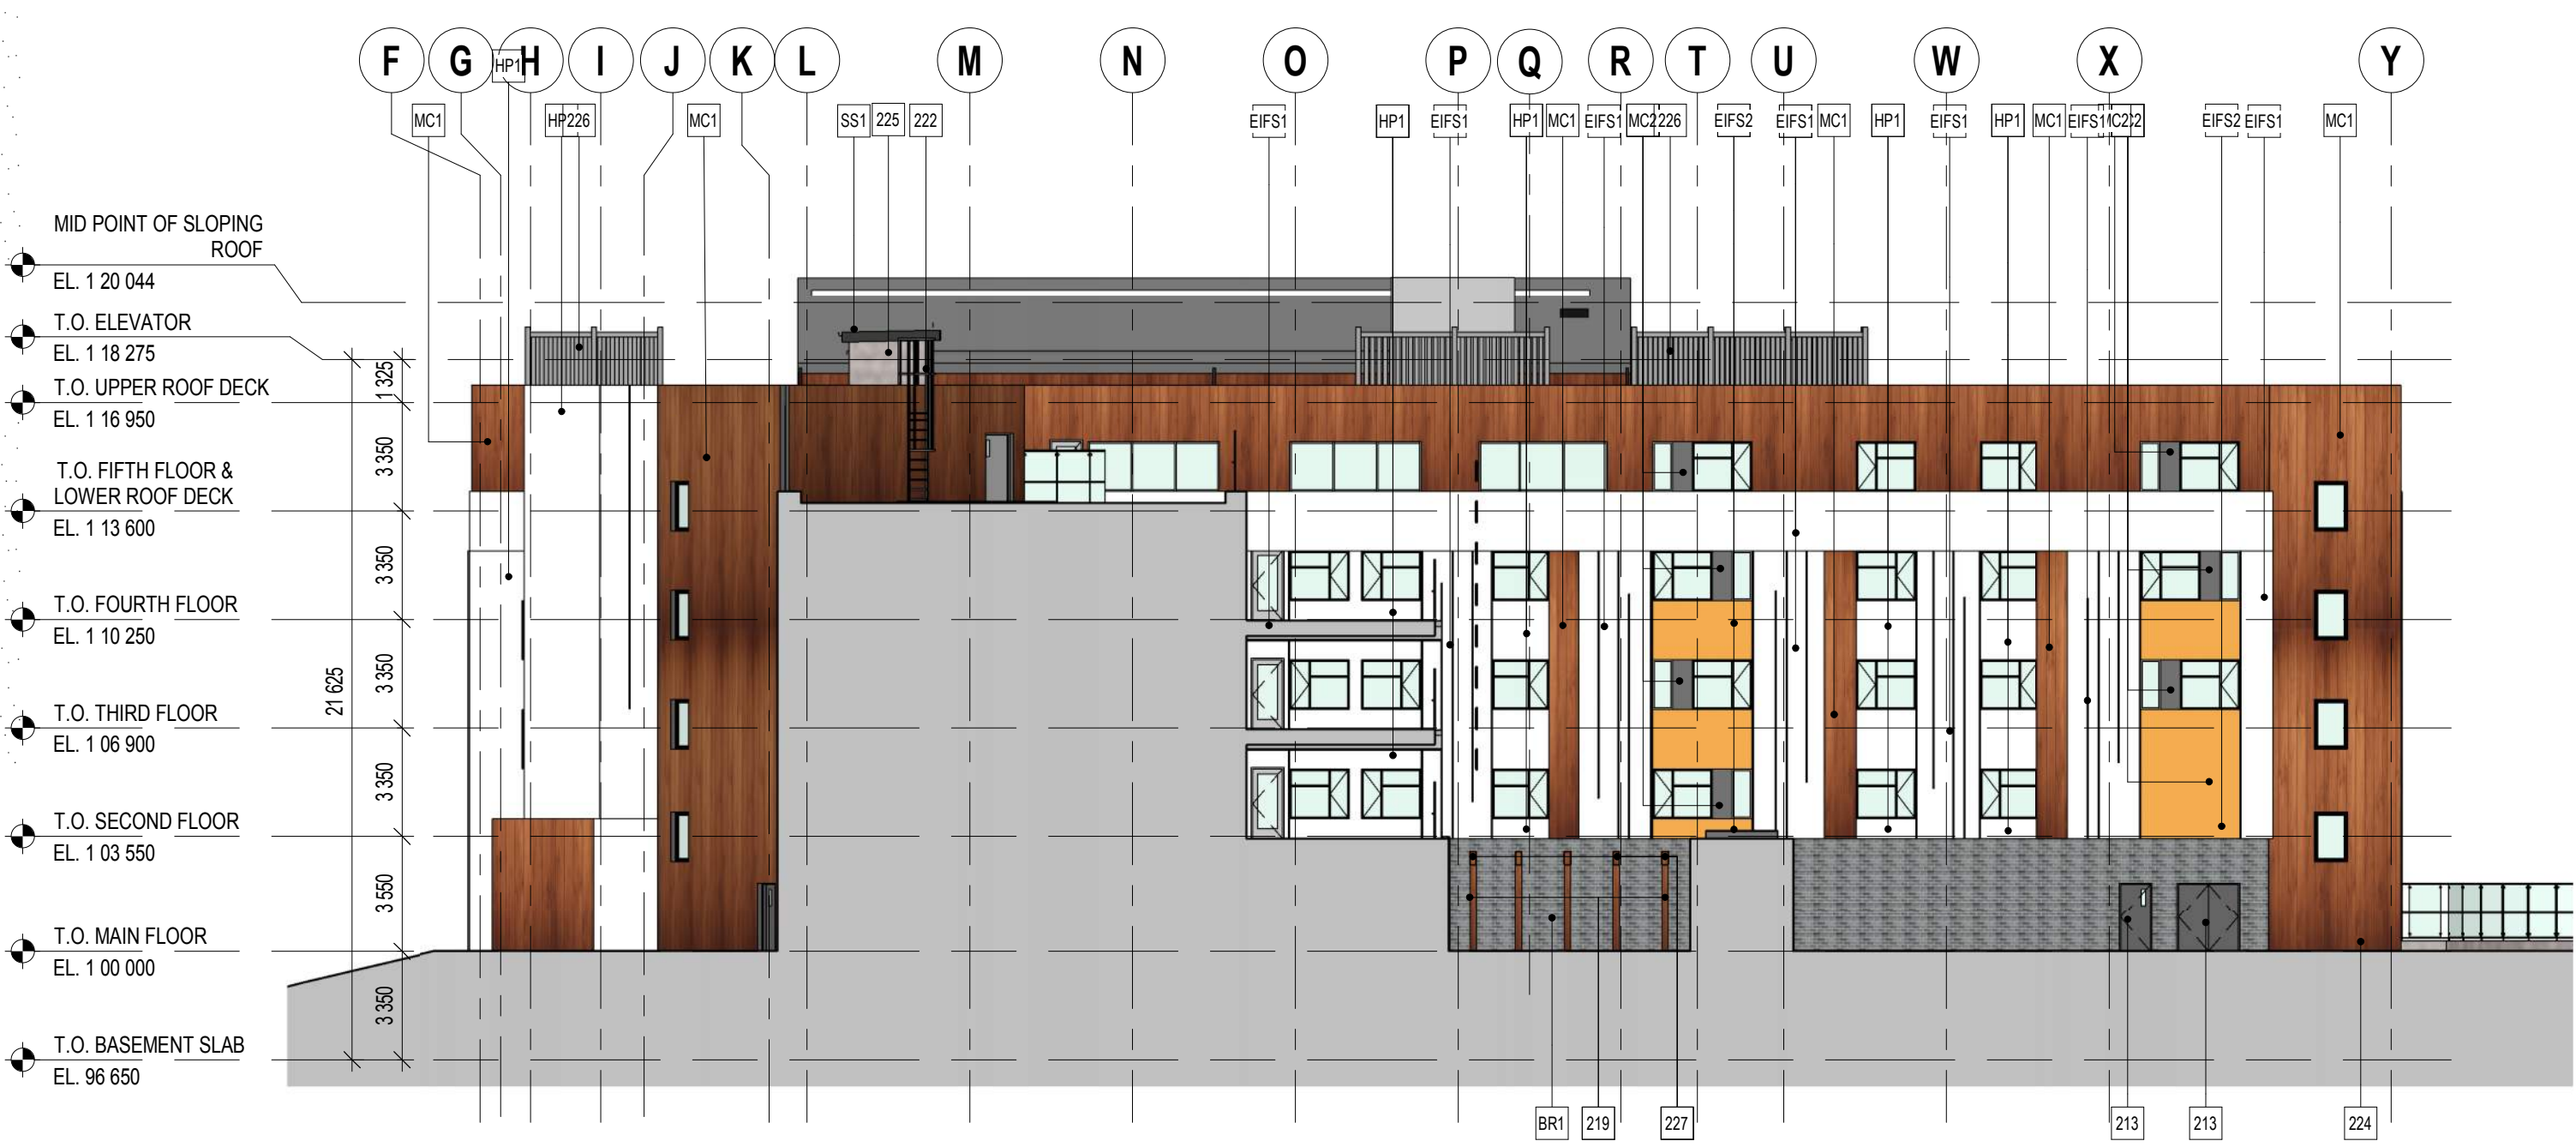 F G H I J K L M N O P Q R T U W X Y
HP1
MC1 HP 226 MC1 SS1 225 222 EIFS1 HP1 EIFS1 HP1 MC1 EIFS1 MC2 226 EIFS2 EIFS1 MC1 HP1 EIFS1 HP1 MC1 EIFS1 EIFS2 EIFS1 MC1
MID POINT OF SLOPING
ROOF
EL. 1 20 044
T.O. ELEVATOR
EL. 1 18 275
1 325
T.O. UPPER ROOF DECK
EL. 1 16 950
3 350
T.O. FIFTH FLOOR &
LOWER ROOF DECK
EL. 1 13 600
3 350
T.O. FOURTH FLOOR
EL. 1 10 250
3 350
21 625
T.O. THIRD FLOOR
EL. 1 06 900
3 350
T.O. SECOND FLOOR
EL. 1 03 550
3 550
T.O. MAIN FLOOR
EL. 1 00 000
3 350
T.O. BASEMENT SLAB
EL. 96 650
BR1 219 227 213 213 224